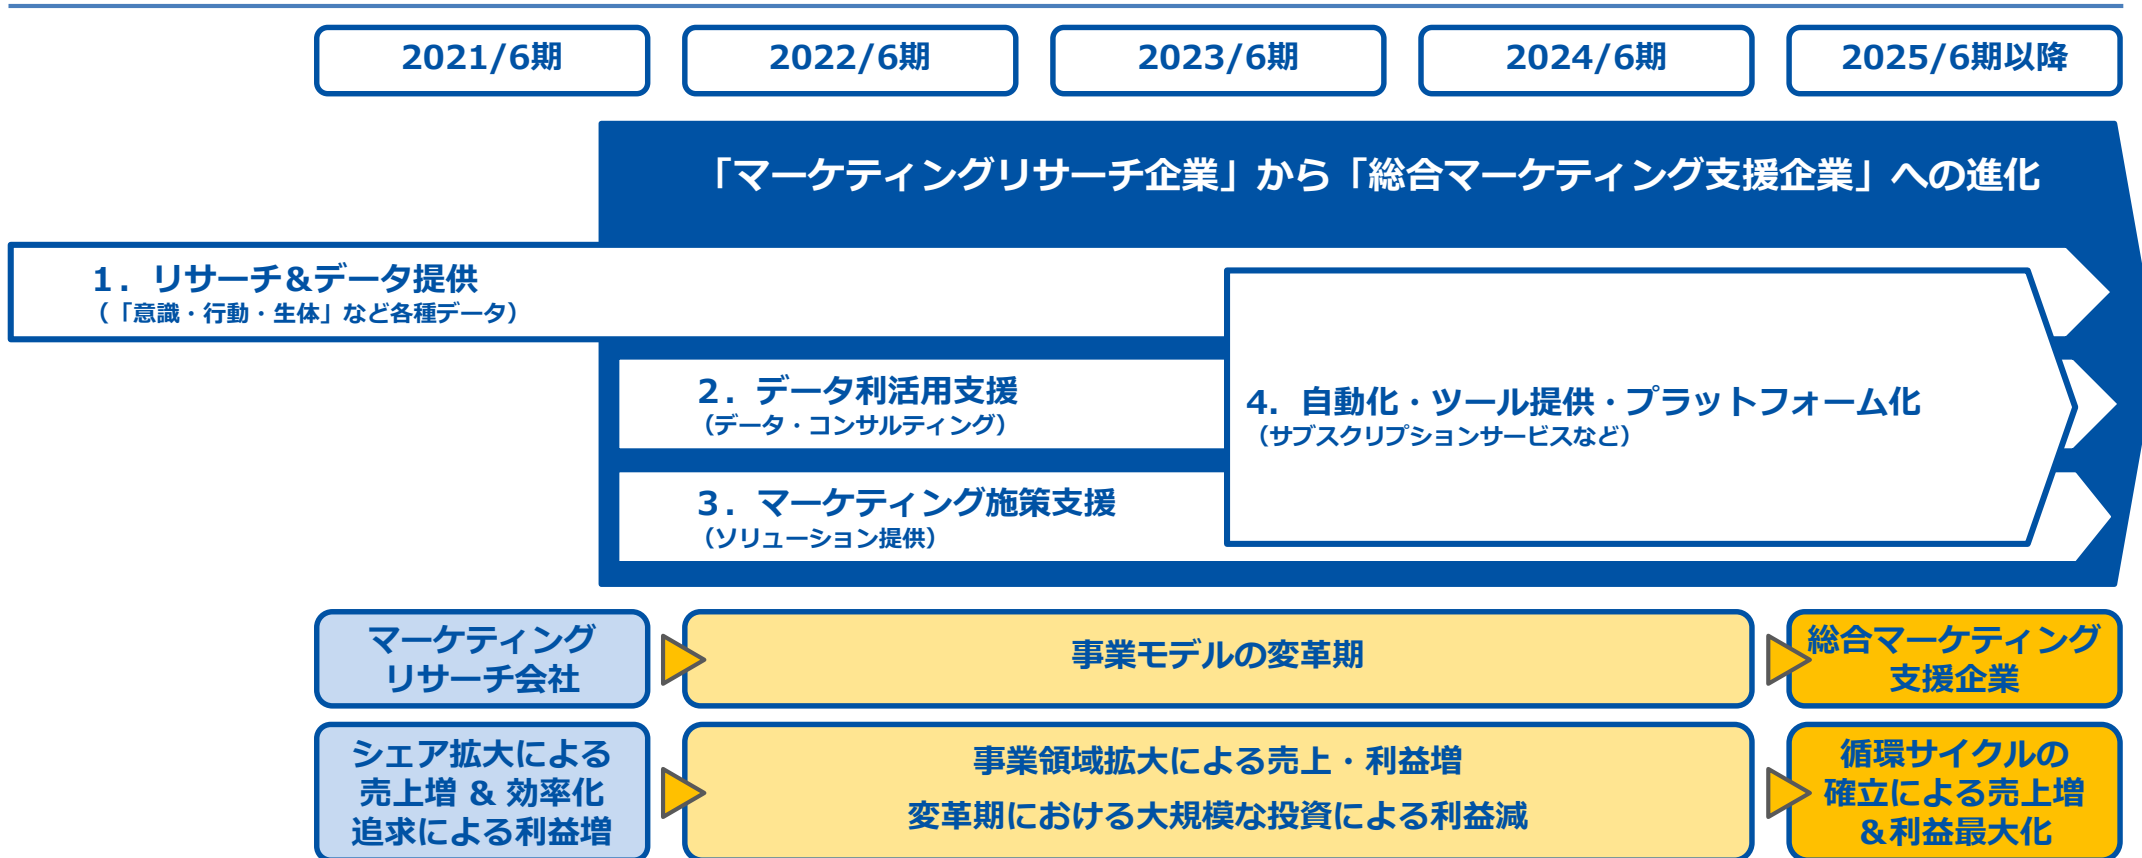 2021/6期
2022/6期
2023/6期
2024/6期
2025/6期以降
「マーケティングリサーチ企業」から「総合マーケティング支援企業」への進化
1．リサーチ＆データ提供
（「意識・行動・生体」など各種データ）
2．データ利活用支援
（データ・コンサルティング）
3．マーケティング施策支援
（ソリューション提供）
4．自動化・ツール提供・プラットフォーム化
（サブスクリプションサービスなど）
マーケティング
リサーチ会社
事業モデルの変革期
総合マーケティング
支援企業
シェア拡大による
売上増 & 効率化
追求による利益増
事業領域拡大による売上・利益増
変革期における大規模な投資による利益減
循環サイクルの
確立による売上増
＆利益最大化